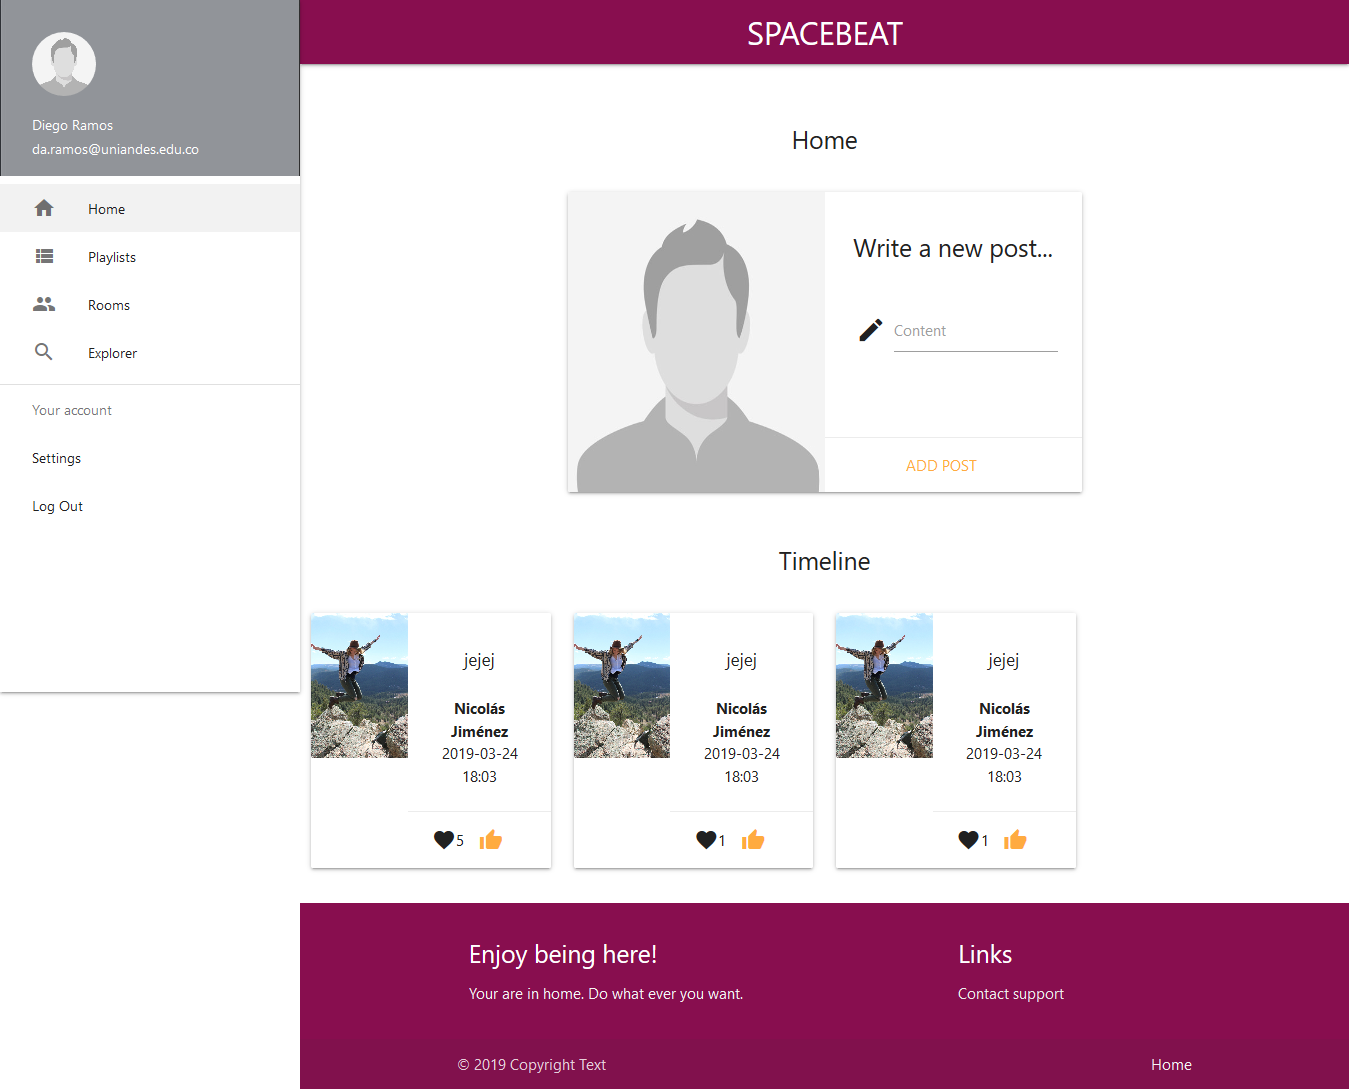 SPACEBEAT
Diego Ramos
da.ramos@uniandes.edu.co
Home
Playlists
Rooms
Explorer
Your account
Settings
Log Out
Home
Write a new post...
Content
ADD POST
Timeline
jejej
Nicolás
Jiménez
2019-03-24
18:03
5
jejej
Nicolás
Jiménez
2019-03-24
18:03
1
jejej
Nicolás
Jiménez
2019-03-24
18:03
1
Enjoy being here!
Your are in home. Do what ever you want.
Links
Contact support
© 2019 Copyright Text
Home